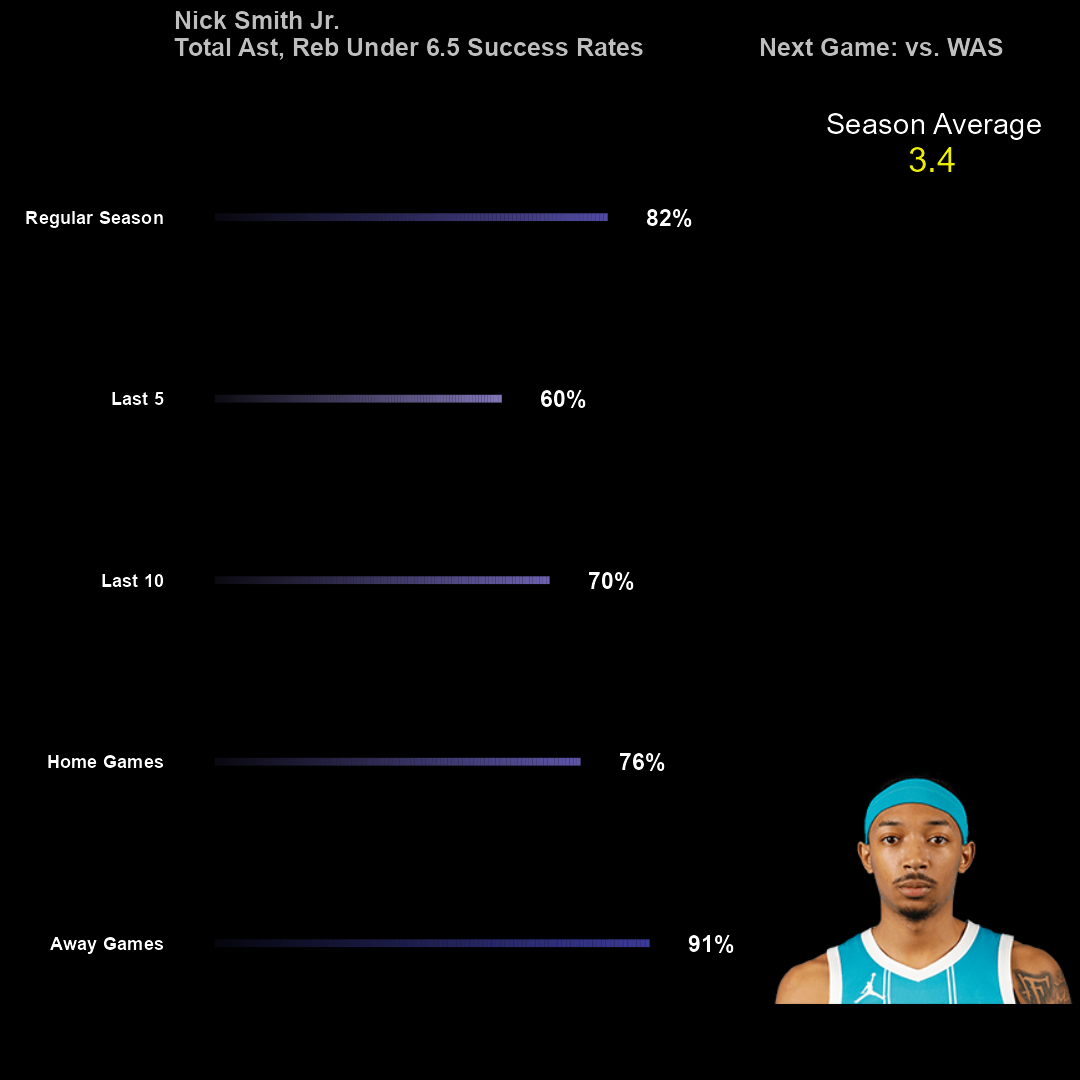 Nick Smith Jr.
Total Ast, Reb Under 6.5 Success Rates
Next Game: vs. WAS
Season Average
3.4
Regular Season 82%
Last 5 60%
Last 10 70%
Home Games 76%
Away Games 91%